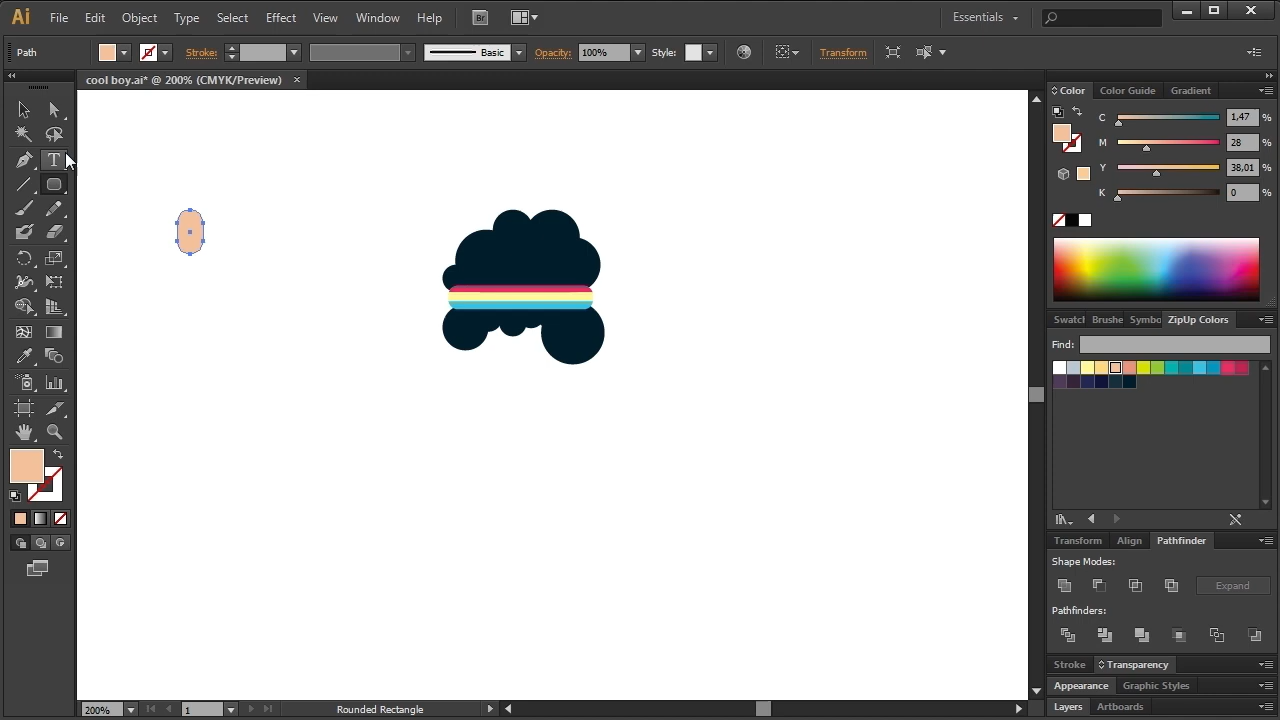 Ai File Edit Object Type Select Effect View Window Help Br Essentials
Path Stroke: Basic Opacity: 100% Style: Transform
cool boy.ai* @ 200% (CMYK/Preview) ×
Color Color Guide Gradient
C 1,47 %
M 28 %
Y 38,01 %
K 0 %
T
Swatcl Brushe Symbo ZipUp Colors
Find:
Transform Align Pathfinder
Shape Modes:
Expand
Pathfinders:
Stroke Transparency
Appearance Graphic Styles
Layers Artboards
200% 1 Rounded Rectangle